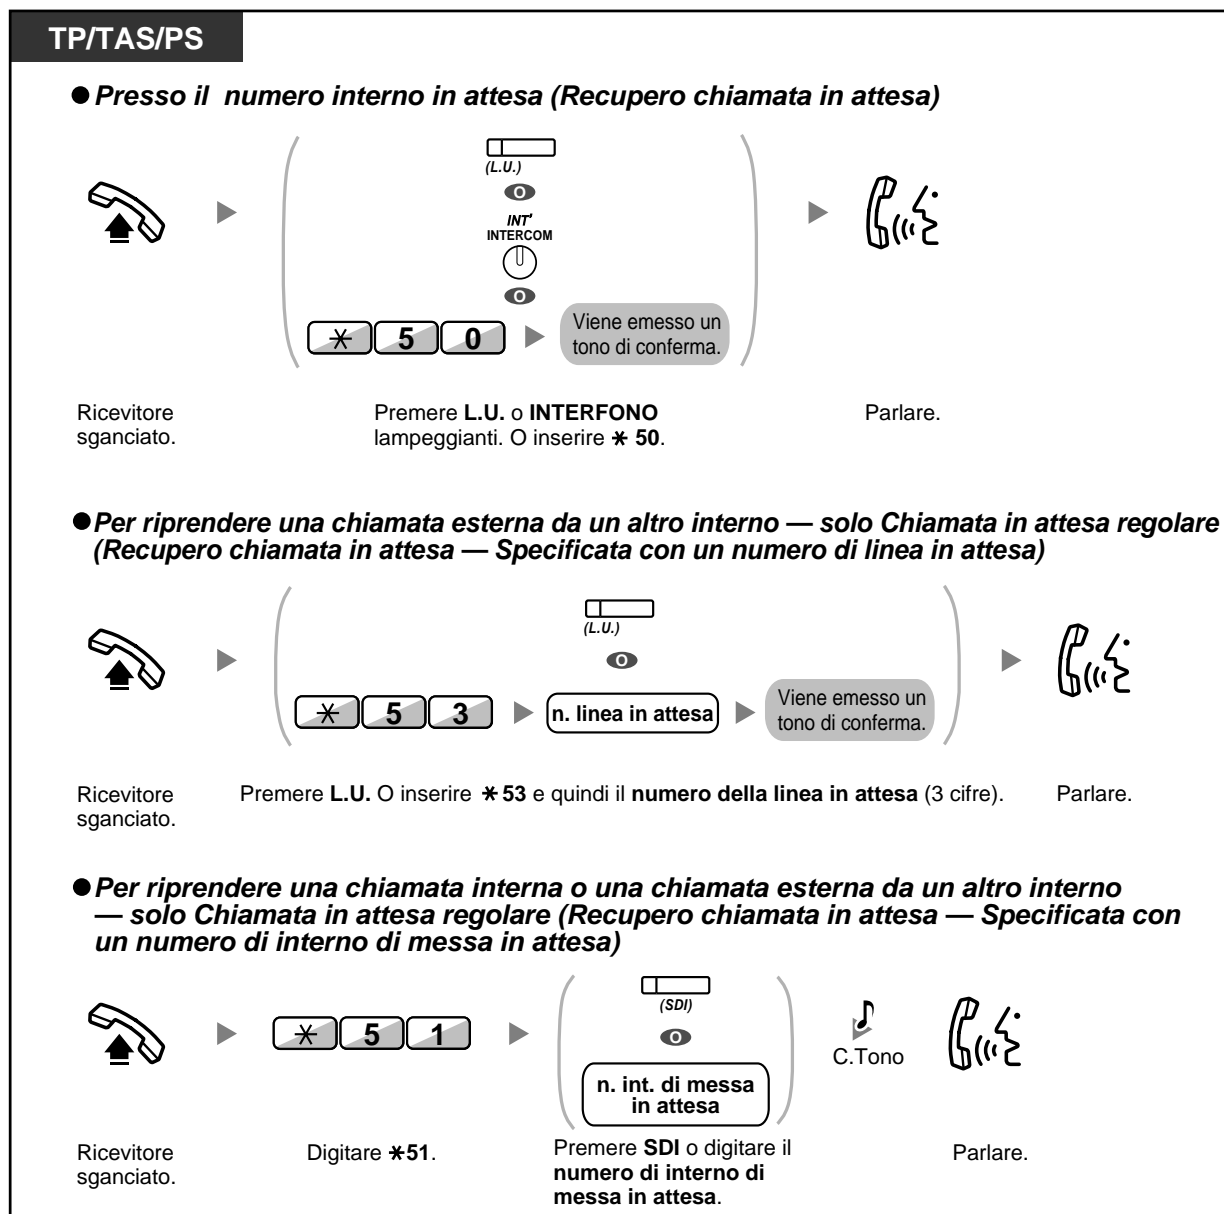 TP/TAS/PS
● Presso il numero interno in attesa (Recupero chiamata in attesa)
(L.U.)
O
INT'
INTERCOM
O
* 5 0
Viene emesso un
tono di conferma.
Ricevitore
sganciato.
Premere L.U. o INTERFONO
lampeggianti. O inserire * 50.
Parlare.
● Per riprendere una chiamata esterna da un altro interno — solo Chiamata in attesa regolare
(Recupero chiamata in attesa — Specificata con un numero di linea in attesa)
(L.U.)
O
* 5 3
n. linea in attesa
Viene emesso un
tono di conferma.
Ricevitore
sganciato.
Premere L.U. O inserire *53 e quindi il numero della linea in attesa (3 cifre).
Parlare.
● Per riprendere una chiamata interna o una chiamata esterna da un altro interno
— solo Chiamata in attesa regolare (Recupero chiamata in attesa — Specificata con
un numero di interno di messa in attesa)
* 5 1
(SDI)
O
n. int. di messa
in attesa
C.Tono
Ricevitore
sganciato.
Digitare *51.
Premere SDI o digitare il
numero di interno di
messa in attesa.
Parlare.